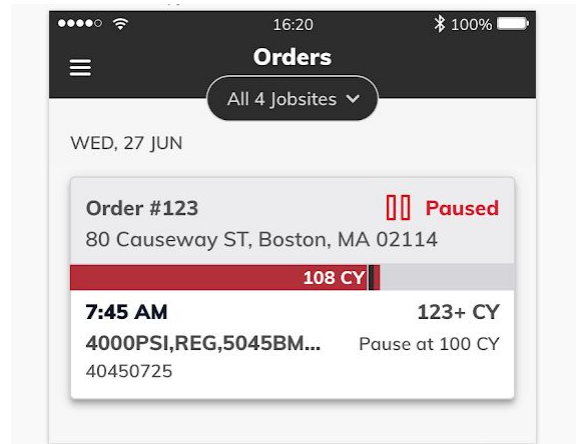 16:20
100%
Orders
All 4 Jobsites
WED, 27 JUN
Order #123
Paused
80 Causeway ST, Boston, MA 02114
108 CY
7:45 AM
123+ CY
4000PSI,REG,5045BM...
Pause at 100 CY
40450725